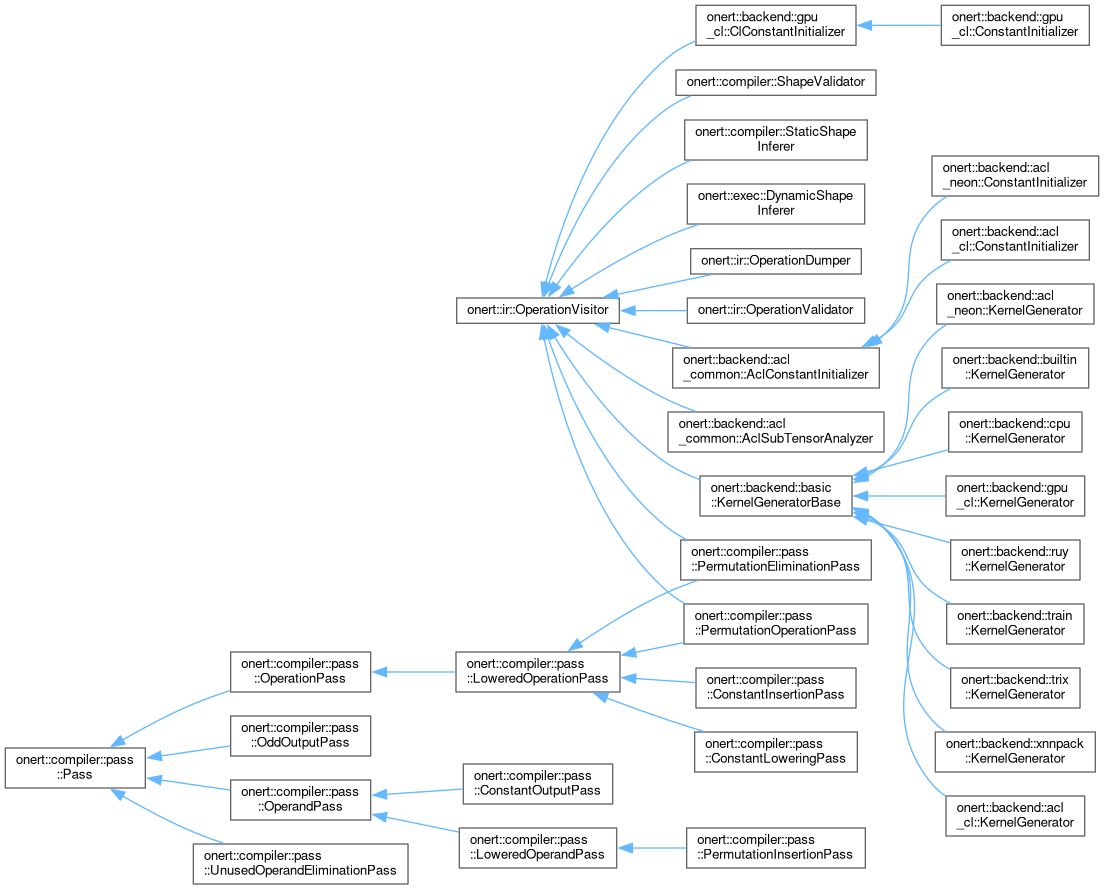 onert::backend::gpu
_cl::ClConstantInitializer
onert::backend::gpu
_cl::ConstantInitializer
onert::compiler::ShapeValidator
onert::compiler::StaticShape
Inferer
onert::exec::DynamicShape
Inferer
onert::ir::OperationDumper
onert::ir::OperationVisitor
onert::ir::OperationValidator
onert::backend::acl
_common::AclConstantInitializer
onert::backend::acl
_neon::ConstantInitializer
onert::backend::acl
_cl::ConstantInitializer
onert::backend::acl
_common::AclSubTensorAnalyzer
onert::backend::basic
::KernelGeneratorBase
onert::backend::acl
_neon::KernelGenerator
onert::backend::builtin
::KernelGenerator
onert::backend::cpu
::KernelGenerator
onert::backend::gpu
_cl::KernelGenerator
onert::backend::ruy
::KernelGenerator
onert::backend::train
::KernelGenerator
onert::backend::trix
::KernelGenerator
onert::backend::xnnpack
::KernelGenerator
onert::backend::acl
_cl::KernelGenerator
onert::compiler::pass
::PermutationEliminationPass
onert::compiler::pass
::PermutationOperationPass
onert::compiler::pass
::OperationPass
onert::compiler::pass
::LoweredOperationPass
onert::compiler::pass
::ConstantInsertionPass
onert::compiler::pass
::ConstantLoweringPass
onert::compiler::pass
::Pass
onert::compiler::pass
::OddOutputPass
onert::compiler::pass
::OperandPass
onert::compiler::pass
::ConstantOutputPass
onert::compiler::pass
::LoweredOperandPass
onert::compiler::pass
::PermutationInsertionPass
onert::compiler::pass
::UnusedOperandEliminationPass